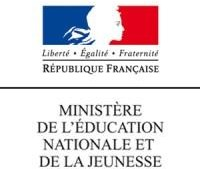 Liberté • Égalité • Fraternité
RÉPUBLIQUE FRANÇAISE
MINISTÈRE
DE L'ÉDUCATION
NATIONALE ET
DE LA JEUNESSE